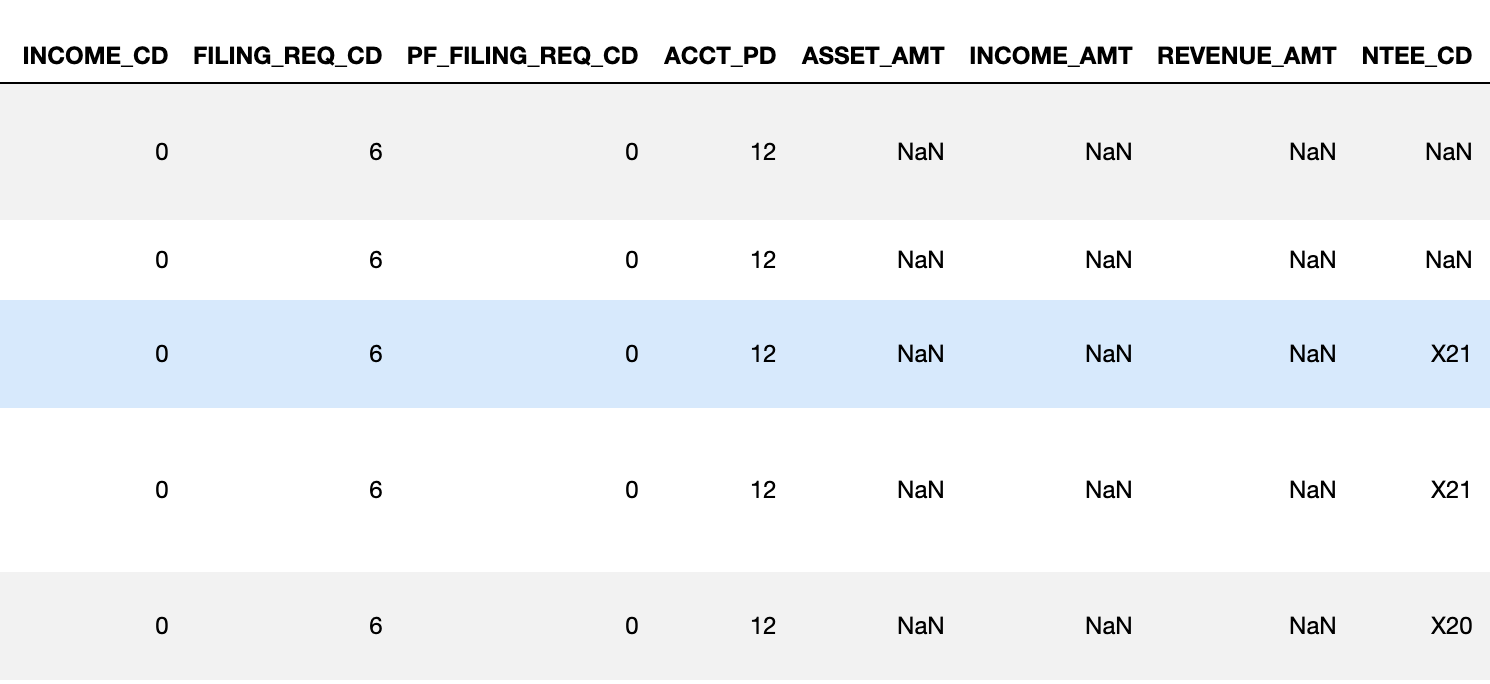 INCOME_CD FILING_REQ_CD PF_FILING_REQ_CD ACCT_PD ASSET_AMT INCOME_AMT REVENUE_AMT NTEE_CD
0 6 0 12 NaN NaN NaN NaN
0 6 0 12 NaN NaN NaN NaN
0 6 0 12 NaN NaN NaN X21
0 6 0 12 NaN NaN NaN X21
0 6 0 12 NaN NaN NaN X20